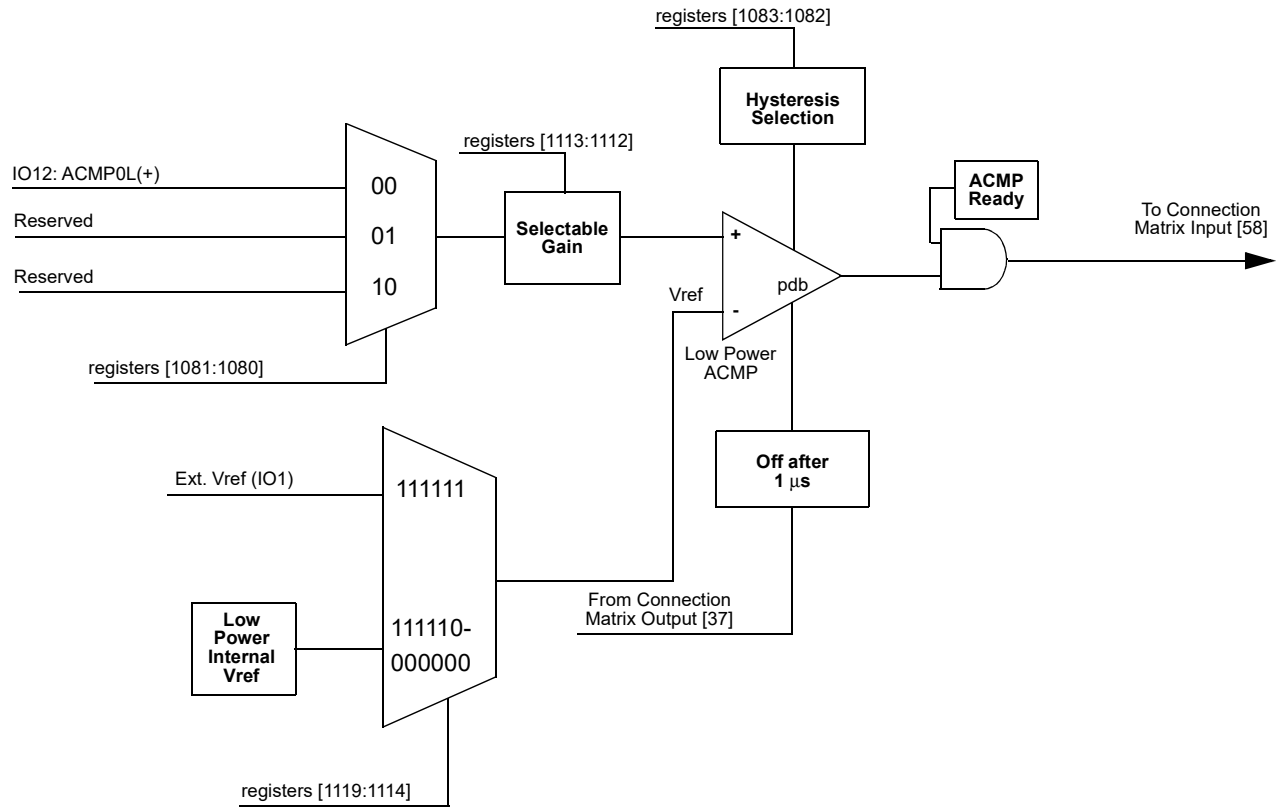 registers [1083:1082]
Hysteresis
Selection
registers [1113:1112]
IO12: ACMP0L(+)
00
Reserved
01
Reserved
10
Selectable
Gain
ACMP
Ready
To Connection
Matrix Input [58]
+
pdb
Vref
-
Low Power
ACMP
registers [1081:1080]
Off after
1 μs
Ext. Vref (IO1)
111111
From Connection
Matrix Output [37]
Low
Power
Internal
Vref
111110-
000000
registers [1119:1114]